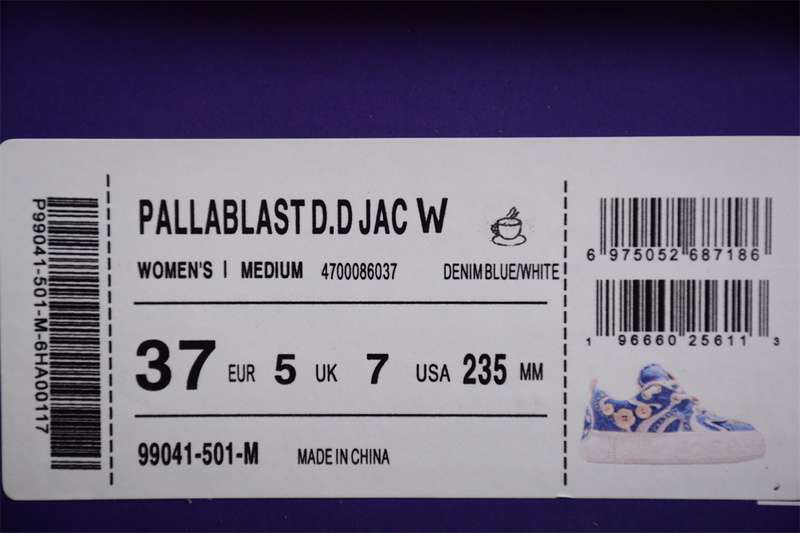 P99041-501-M-6HA00117
PALLABLAST D.D JAC W
WOMEN'S | MEDIUM 4700086037 DENIM BLUE/WHITE
37 EUR 5 UK 7 USA 235 MM
99041-501-M MADE IN CHINA
6 975052 687186
1 96660 25611 3